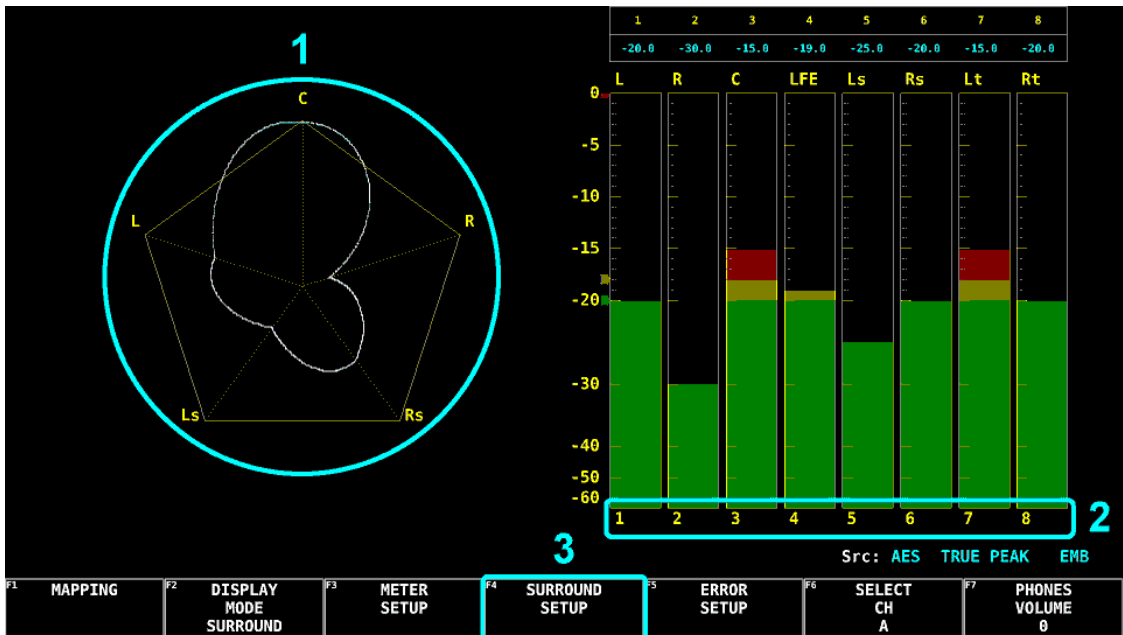 1
C
L
R
Ls
Rs
1 2 3 4 5 6 7 8
-20.0 -30.0 -15.0 -19.0 -25.0 -20.0 -15.0 -20.0
L R C LFE Ls Rs Lt Rt
0
-5
-10
-15
-20
-30
-40
-50
-60
1 2 3 4 5 6 7 8
2
3
Src: AES TRUE PEAK EMB
F1 MAPPING
F2 DISPLAY
MODE
SURROUND
F3 METER
SETUP
F4 SURROUND
SETUP
F5 ERROR
SETUP
F6 SELECT
CH
A
F7 PHONES
VOLUME
0